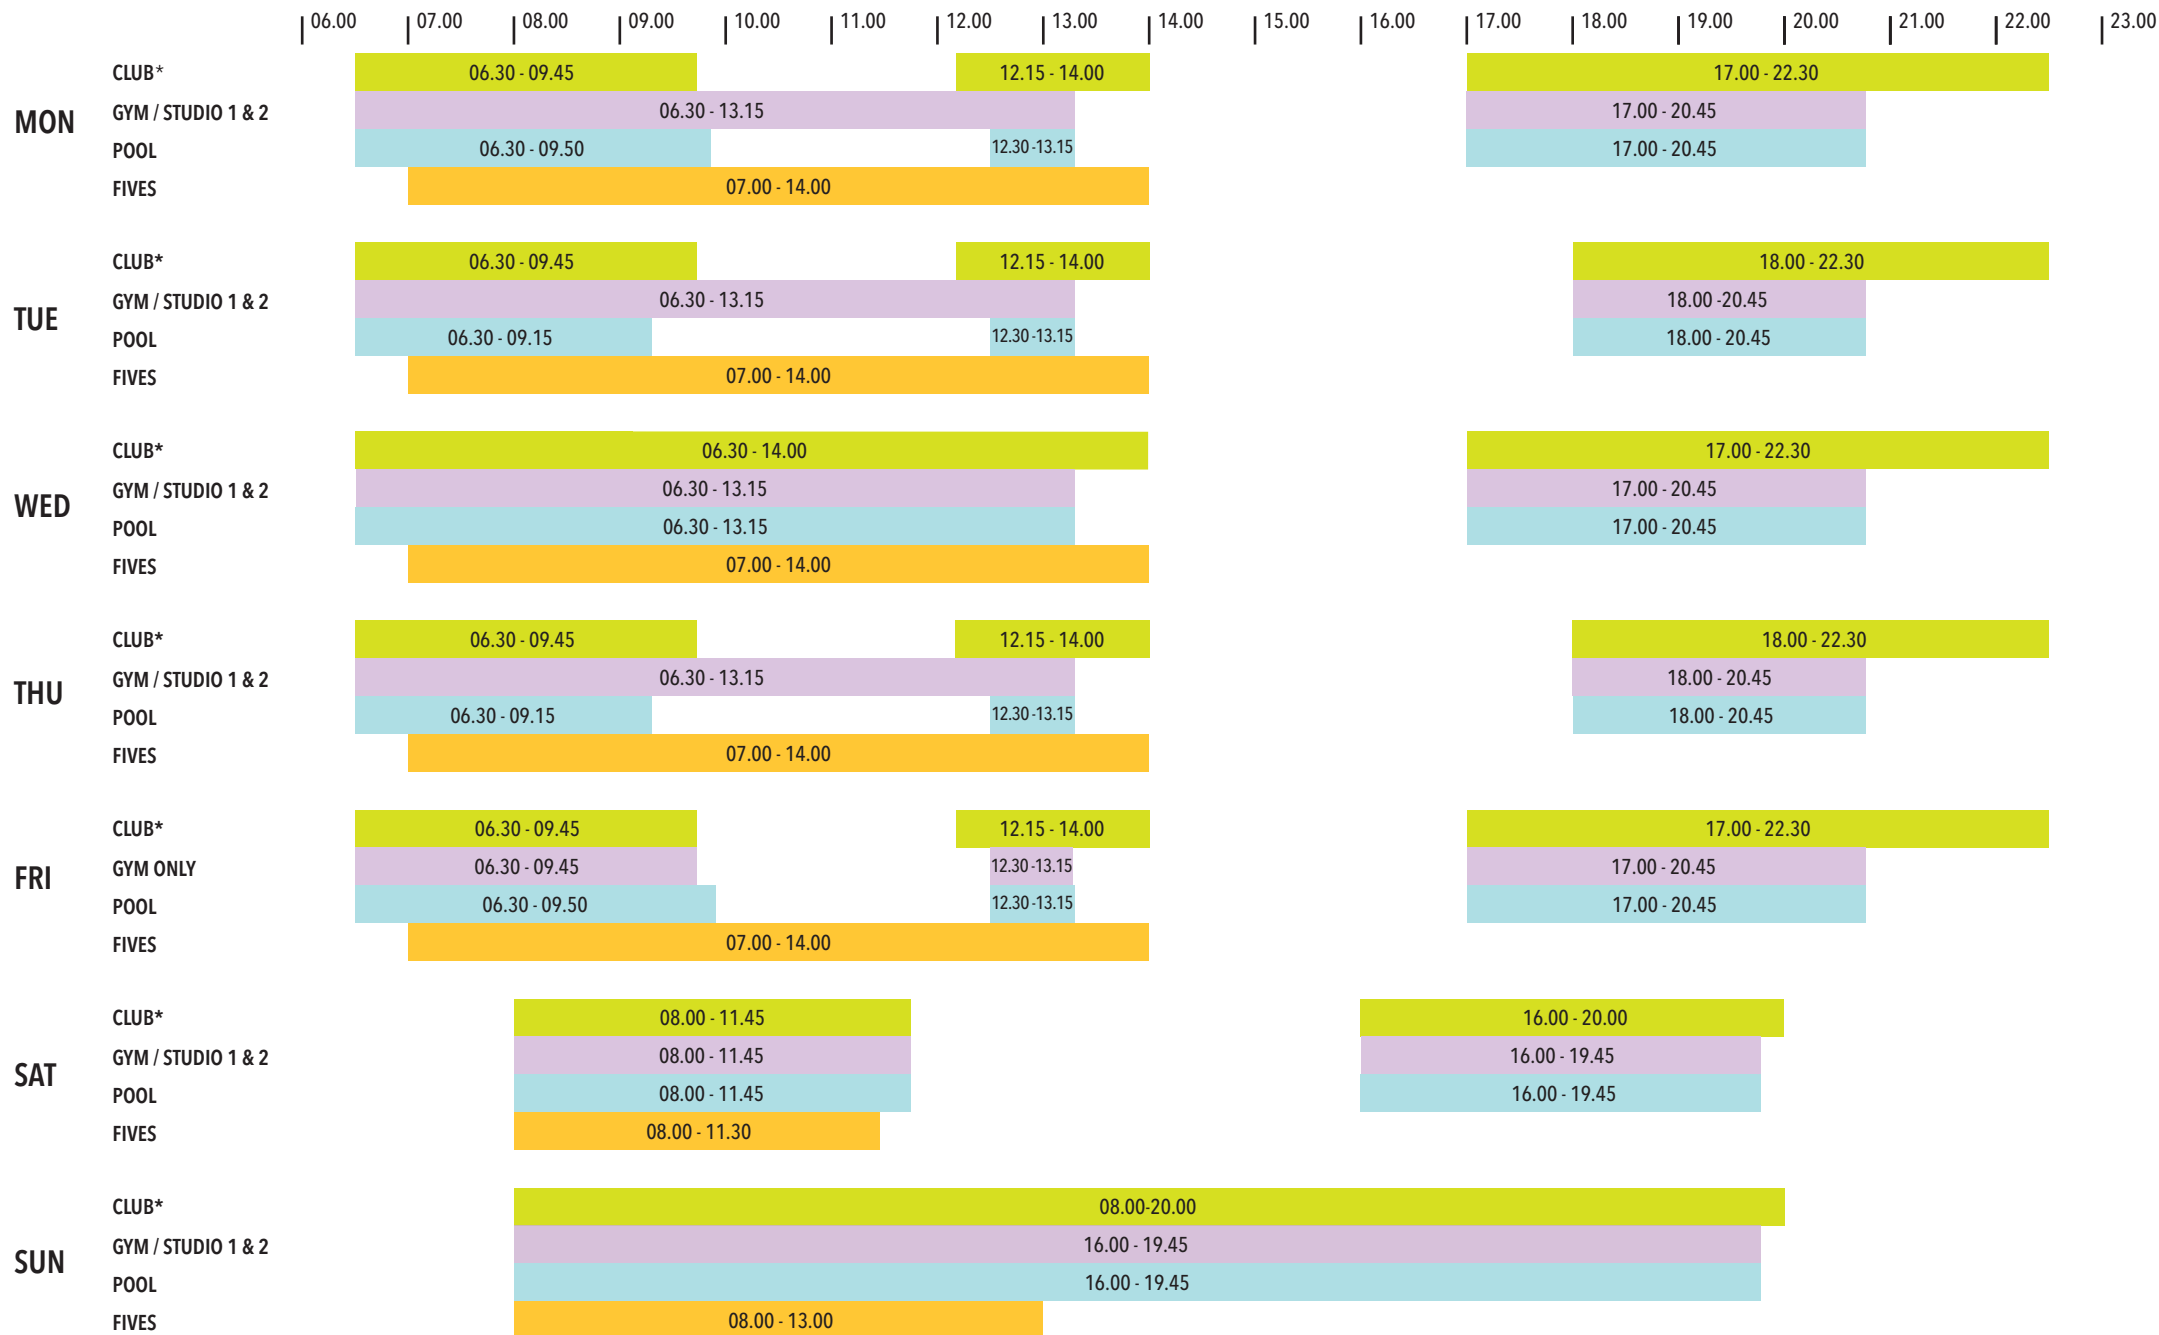 06.00 07.00 08.00 09.00 10.00 11.00 12.00 13.00 14.00 15.00 16.00 17.00 18.00 19.00 20.00 21.00 22.00 23.00
MON
CLUB* 06.30 - 09.45 12.15 - 14.00 17.00 - 22.30
GYM / STUDIO 1 & 2 06.30 - 13.15 17.00 - 20.45
POOL 06.30 - 09.50 12.30 -13.15 17.00 - 20.45
FIVES 07.00 - 14.00
TUE
CLUB* 06.30 - 09.45 12.15 - 14.00 18.00 - 22.30
GYM / STUDIO 1 & 2 06.30 - 13.15 18.00 -20.45
POOL 06.30 - 09.15 12.30 -13.15 18.00 - 20.45
FIVES 07.00 - 14.00
WED
CLUB* 06.30 - 14.00 17.00 - 22.30
GYM / STUDIO 1 & 2 06.30 - 13.15 17.00 - 20.45
POOL 06.30 - 13.15 17.00 - 20.45
FIVES 07.00 - 14.00
THU
CLUB* 06.30 - 09.45 12.15 - 14.00 18.00 - 22.30
GYM / STUDIO 1 & 2 06.30 - 13.15 18.00 - 20.45
POOL 06.30 - 09.15 12.30 -13.15 18.00 - 20.45
FIVES 07.00 - 14.00
FRI
CLUB* 06.30 - 09.45 12.15 - 14.00 17.00 - 22.30
GYM ONLY 06.30 - 09.45 12.30 -13.15 17.00 - 20.45
POOL 06.30 - 09.50 12.30 -13.15 17.00 - 20.45
FIVES 07.00 - 14.00
SAT
CLUB* 08.00 - 11.45 16.00 - 20.00
GYM / STUDIO 1 & 2 08.00 - 11.45 16.00 - 19.45
POOL 08.00 - 11.45 16.00 - 19.45
FIVES 08.00 - 11.30
SUN
CLUB* 08.00-20.00
GYM / STUDIO 1 & 2 16.00 - 19.45
POOL 16.00 - 19.45
FIVES 08.00 - 13.00